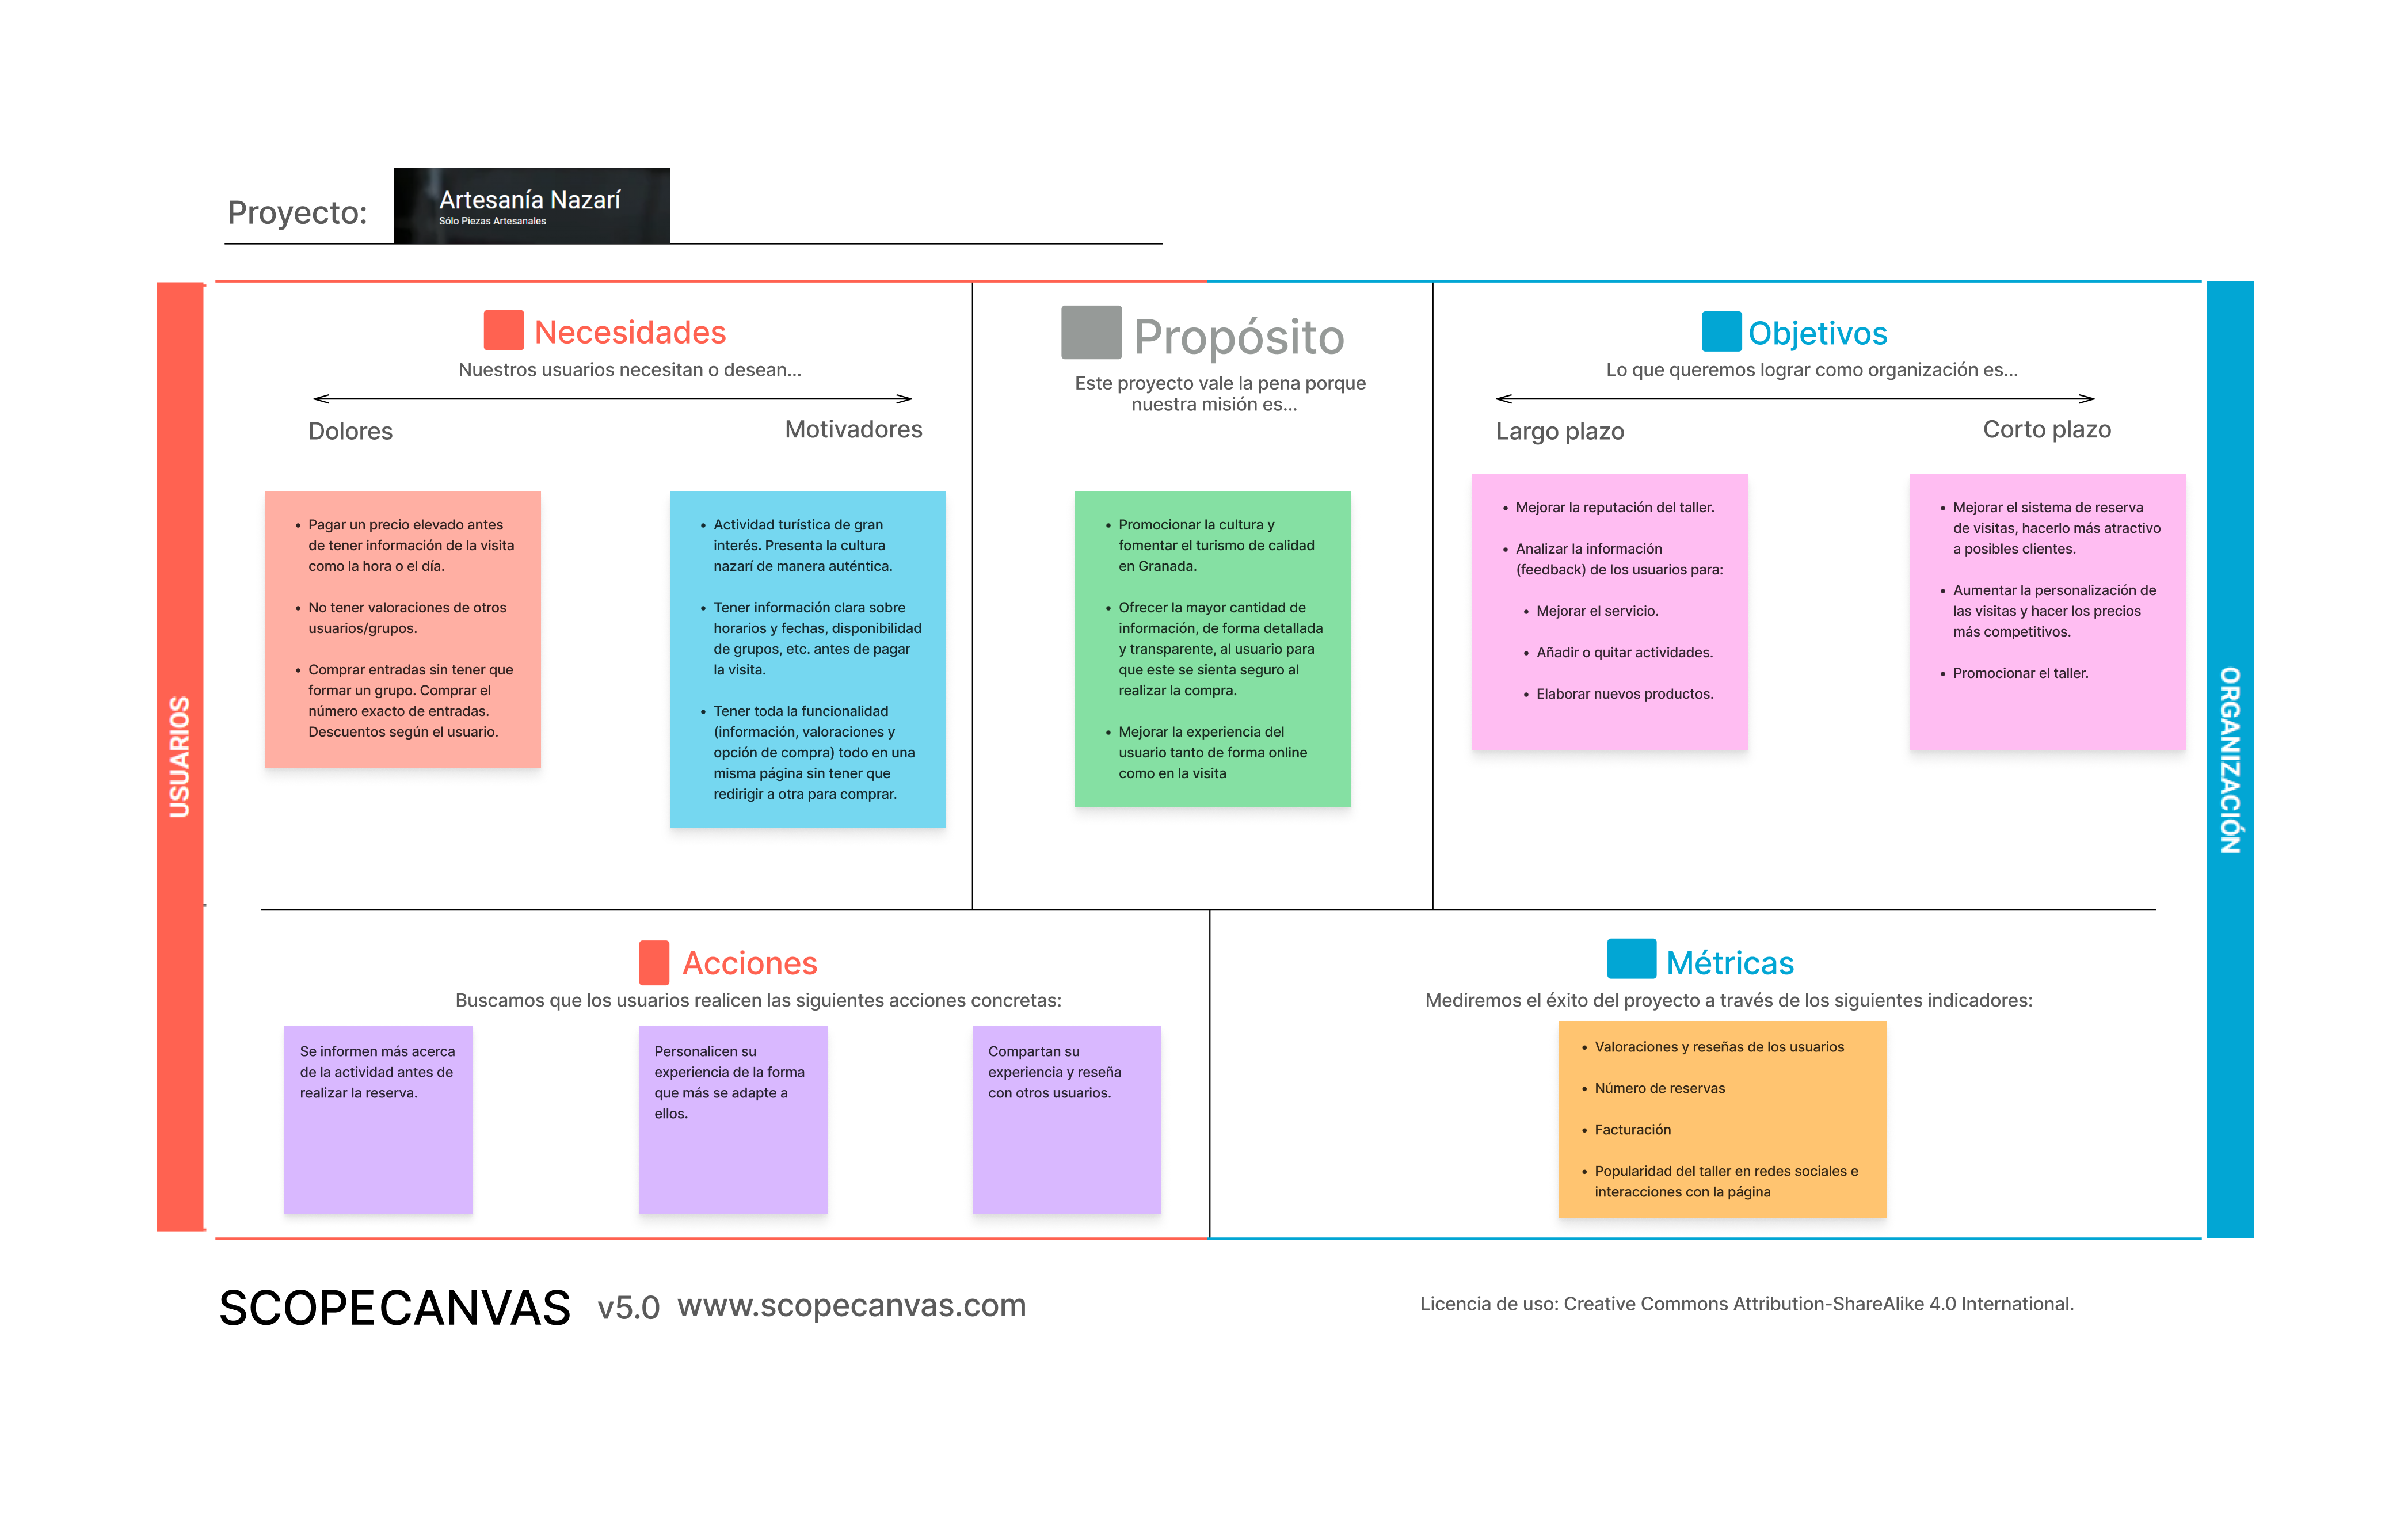 Proyecto:
Artesanía Nazarí
Sólo Piezas Artesanales
USUARIOS
Necesidades
Nuestros usuarios necesitan o desean...
Dolores
Motivadores
• Pagar un precio elevado antes
de tener información de la visita
como la hora o el día.
• No tener valoraciones de otros
usuarios/grupos.
• Comprar entradas sin tener que
formar un grupo. Comprar el
número exacto de entradas.
Descuentos según el usuario.
• Actividad turística de gran
interés. Presenta la cultura
nazarí de manera auténtica.
• Tener información clara sobre
horarios y fechas, disponibilidad
de grupos, etc. antes de pagar
la visita.
• Tener toda la funcionalidad
(información, valoraciones y
opción de compra) todo en una
misma página sin tener que
redirigir a otra para comprar.
Propósito
Este proyecto vale la pena porque
nuestra misión es...
• Promocionar la cultura y
fomentar el turismo de calidad
en Granada.
• Ofrecer la mayor cantidad de
información, de forma detallada
y transparente, al usuario para
que este se sienta seguro al
realizar la compra.
• Mejorar la experiencia del
usuario tanto de forma online
como en la visita
Objetivos
Lo que queremos lograr como organización es...
Largo plazo
Corto plazo
• Mejorar la reputación del taller.
• Analizar la información
(feedback) de los usuarios para:
• Mejorar el servicio.
• Añadir o quitar actividades.
• Elaborar nuevos productos.
• Mejorar el sistema de reserva
de visitas, hacerlo más atractivo
a posibles clientes.
• Aumentar la personalización de
las visitas y hacer los precios
más competitivos.
• Promocionar el taller.
ORGANIZACIÓN
Acciones
Buscamos que los usuarios realicen las siguientes acciones concretas:
Se informen más acerca
de la actividad antes de
realizar la reserva.
Personalicen su
experiencia de la forma
que más se adapte a
ellos.
Compartan su
experiencia y reseña
con otros usuarios.
Métricas
Mediremos el éxito del proyecto a través de los siguientes indicadores:
• Valoraciones y reseñas de los usuarios
• Número de reservas
• Facturación
• Popularidad del taller en redes sociales e
interacciones con la página
SCOPECANVAS v5.0 www.scopecanvas.com
Licencia de uso: Creative Commons Attribution-ShareAlike 4.0 International.